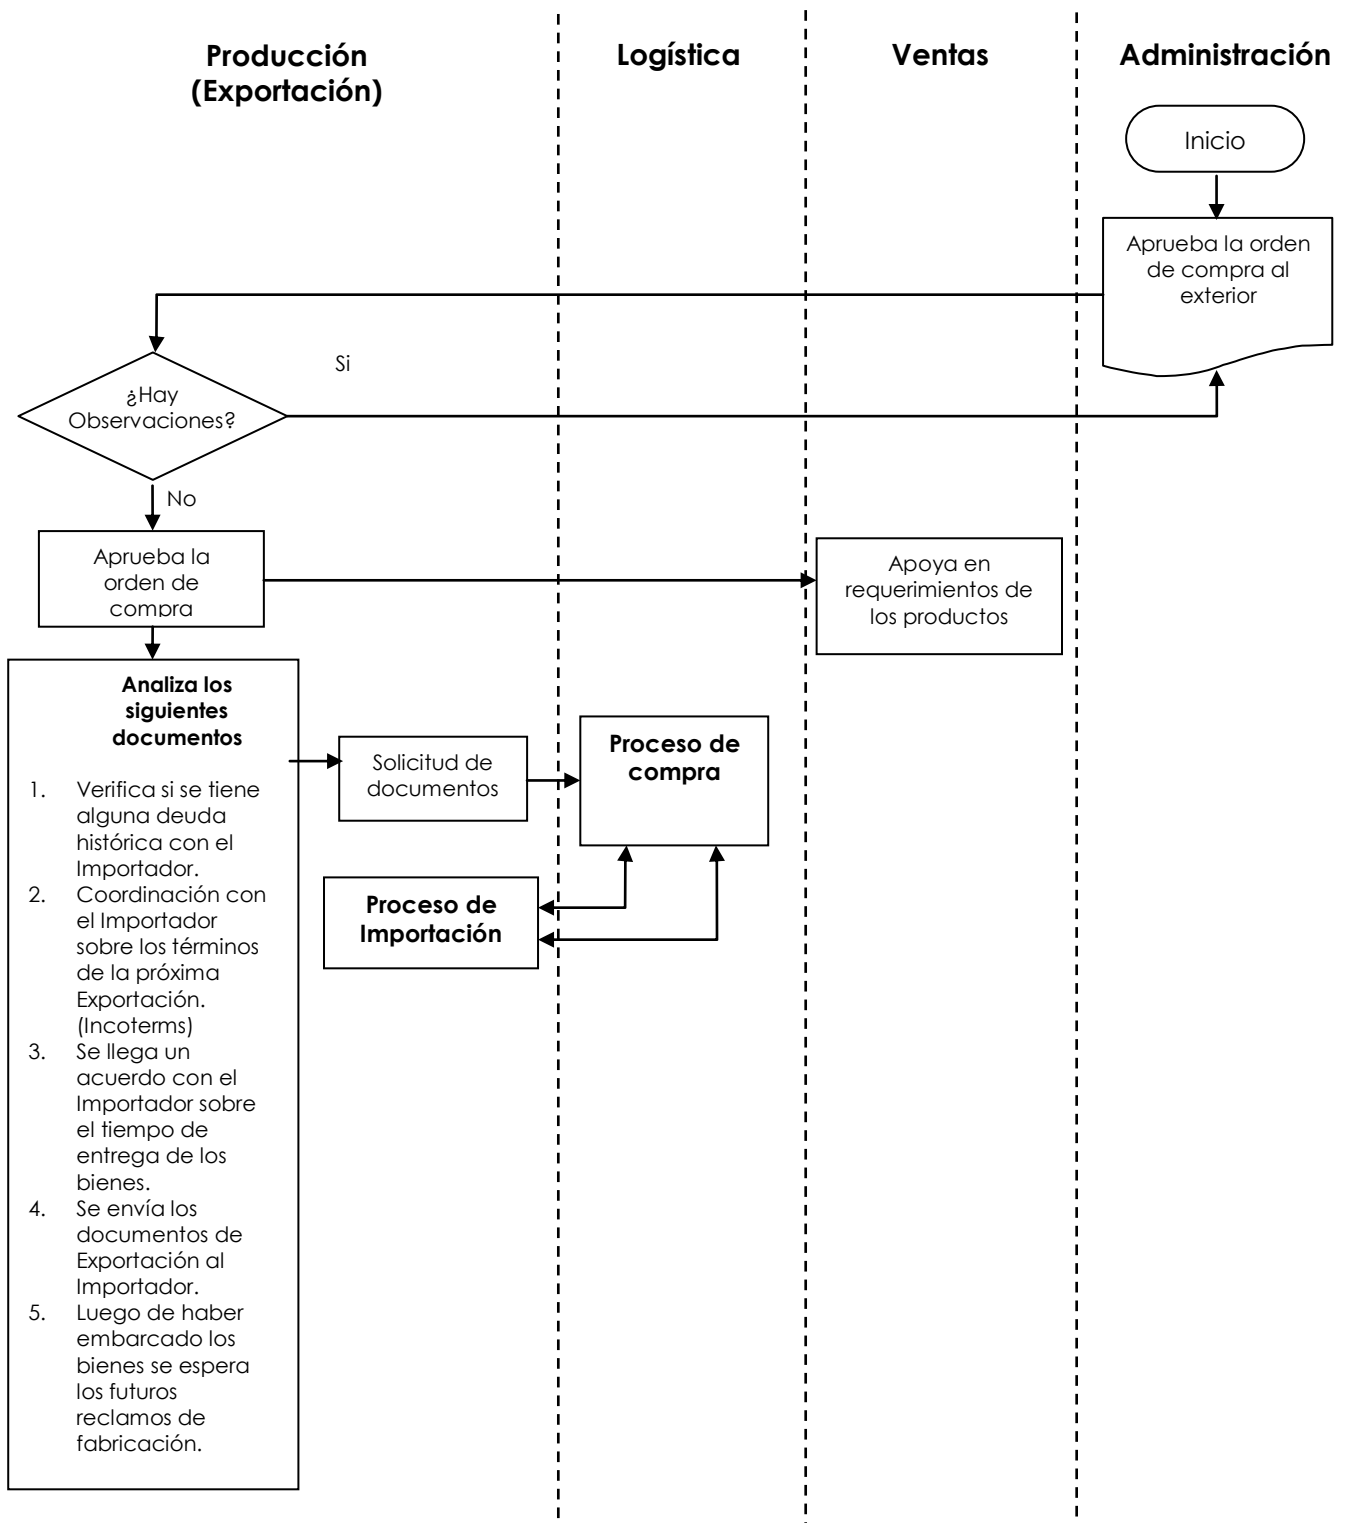 Producción
(Exportación)
Logística
Ventas
Administración
Inicio
Aprueba la orden
de compra al
exterior
¿Hay
Observaciones?
Si
No
Aprueba la
orden de
compra
Apoya en
requerimientos de
los productos
Analiza los
siguientes
documentos
1. Verifica si se tiene
alguna deuda
histórica con el
Importador.
2. Coordinación con
el Importador
sobre los términos
de la próxima
Exportación.
(Incoterms)
3. Se llega un
acuerdo con el
Importador sobre
el tiempo de
entrega de los
bienes.
4. Se envía los
documentos de
Exportación al
Importador.
5. Luego de haber
embarcado los
bienes se espera
los futuros
reclamos de
fabricación.
Solicitud de
documentos
Proceso de
compra
Proceso de
Importación